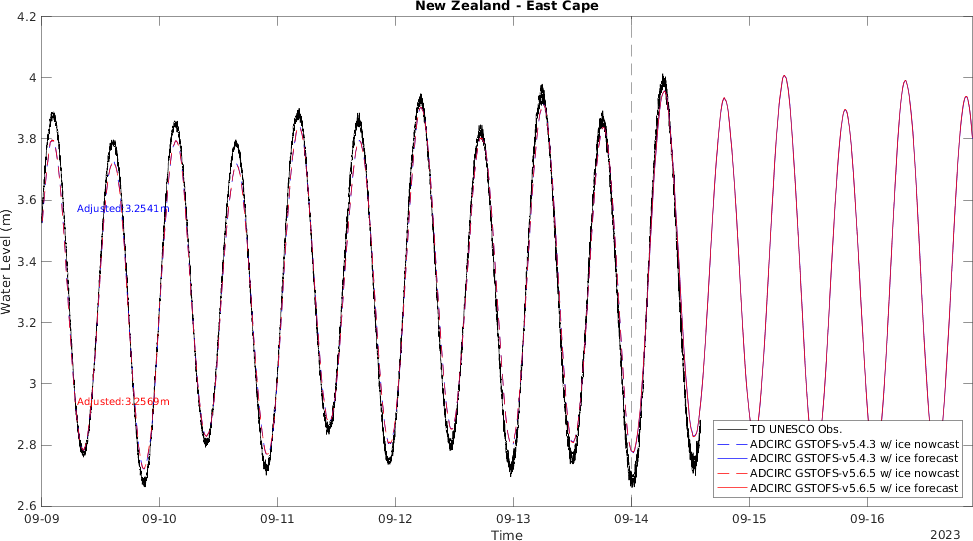 New Zealand - East Cape
4.2
4
3.8
3.6
3.4
3.2
3
2.8
2.6
Water Level (m)
Adjusted:3.2541m
Adjusted:3.2569m
TD UNESCO Obs.
ADCIRC GSTOFS-v5.4.3 w/ ice nowcast
ADCIRC GSTOFS-v5.4.3 w/ ice forecast
ADCIRC GSTOFS-v5.6.5 w/ ice nowcast
ADCIRC GSTOFS-v5.6.5 w/ ice forecast
09-09 09-10 09-11 09-12 09-13 09-14 09-15 09-16
Time
2023